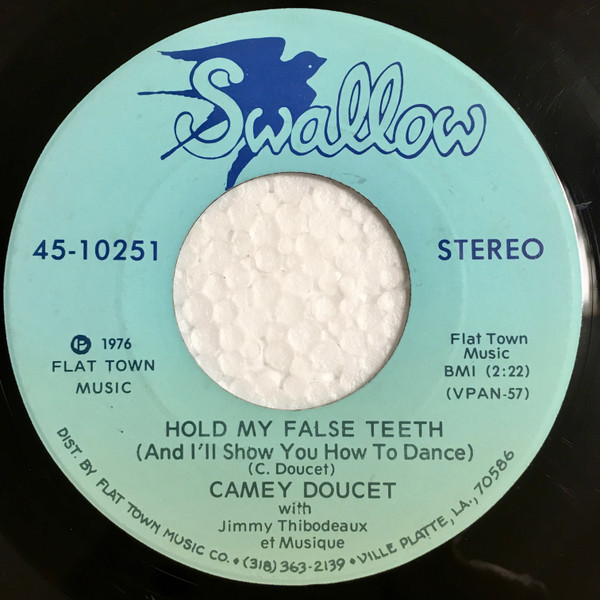 Swallow
45-10251
STEREO
℗ 1976
FLAT TOWN
MUSIC
Flat Town
Music
BMI (2:22)
(VPAN-57)
HOLD MY FALSE TEETH
(And I'll Show You How To Dance)
(C. Doucet)
CAMEY DOUCET
with
Jimmy Thibodeaux
et Musique
DIST. BY FLAT TOWN MUSIC CO. • (318) 363-2139 • VILLE PLATTE, LA., 70586